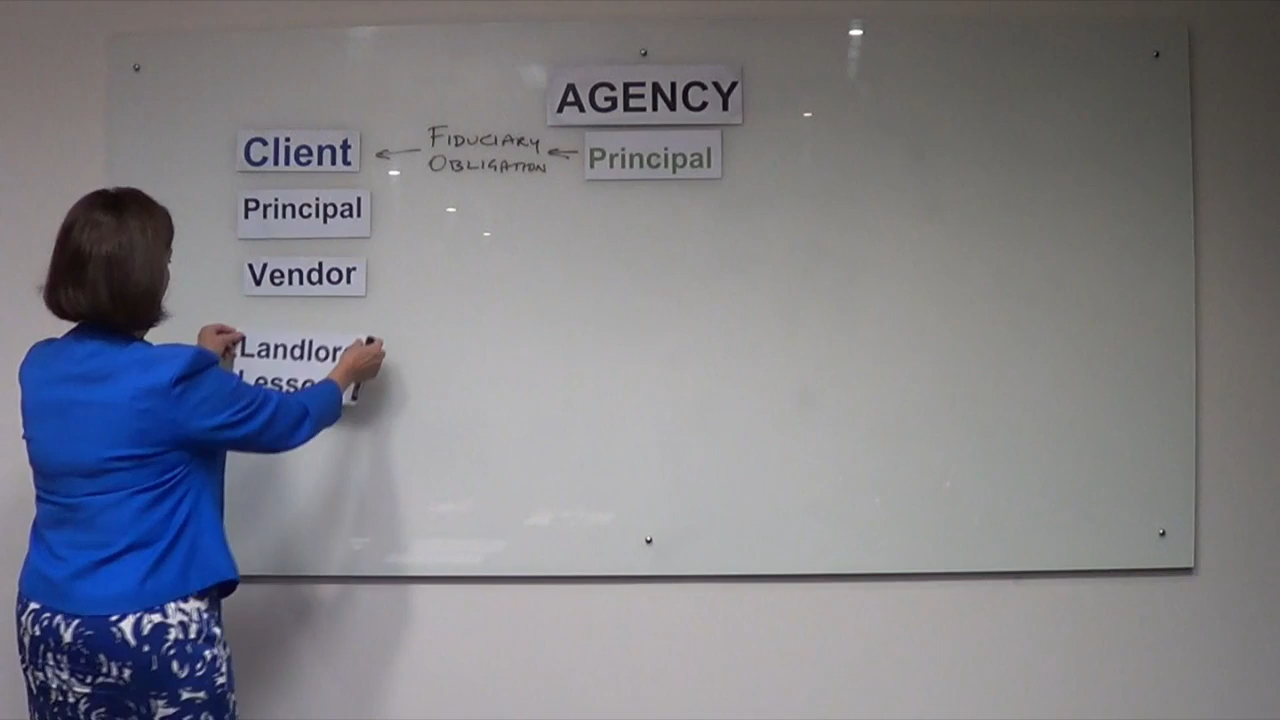 AGENCY
Client
FIDUCIARY
OBLIGATION
Principal
Principal
Vendor